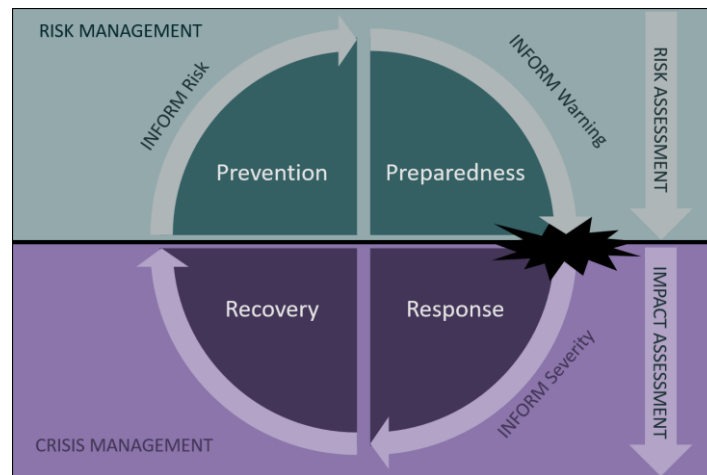 RISK MANAGEMENT
INFORM Risk
INFORM Warning
RISK ASSESSMENT
Prevention
Preparedness
Recovery
Response
INFORM Severity
IMPACT ASSESSMENT
CRISIS MANAGEMENT